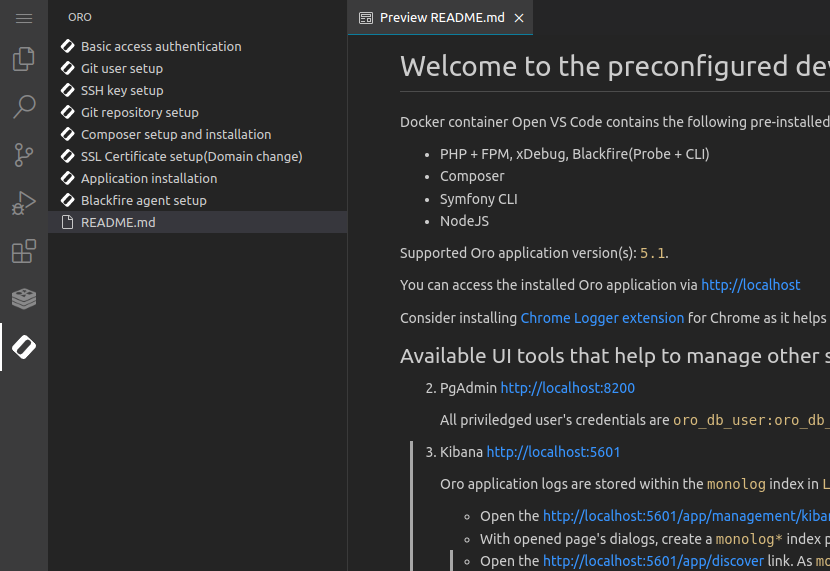 ORO
Basic access authentication
Git user setup
SSH key setup
Git repository setup
Composer setup and installation
SSL Certificate setup(Domain change)
Application installation
Blackfire agent setup
README.md
Preview README.md
Welcome to the preconfigured
Docker container Open VS Code contains the following pre-installed
• PHP + FPM, xDebug, Blackfire(Probe + CLI)
• Composer
• Symfony CLI
• NodeJS
Supported Oro application version(s): 5.1.
You can access the installed Oro application via http://localhost
Consider installing Chrome Logger extension for Chrome as it helps
Available UI tools that help to manage other
2. PgAdmin http://localhost:8200
All priviledged user's credentials are oro_db_user:oro_db_
3. Kibana http://localhost:5601
Oro application logs are stored within the monolog index in
◦ Open the http://localhost:5601/app/management/kiba
◦ With opened page's dialogs, create a monolog* index
◦ Open the http://localhost:5601/app/discover link. As